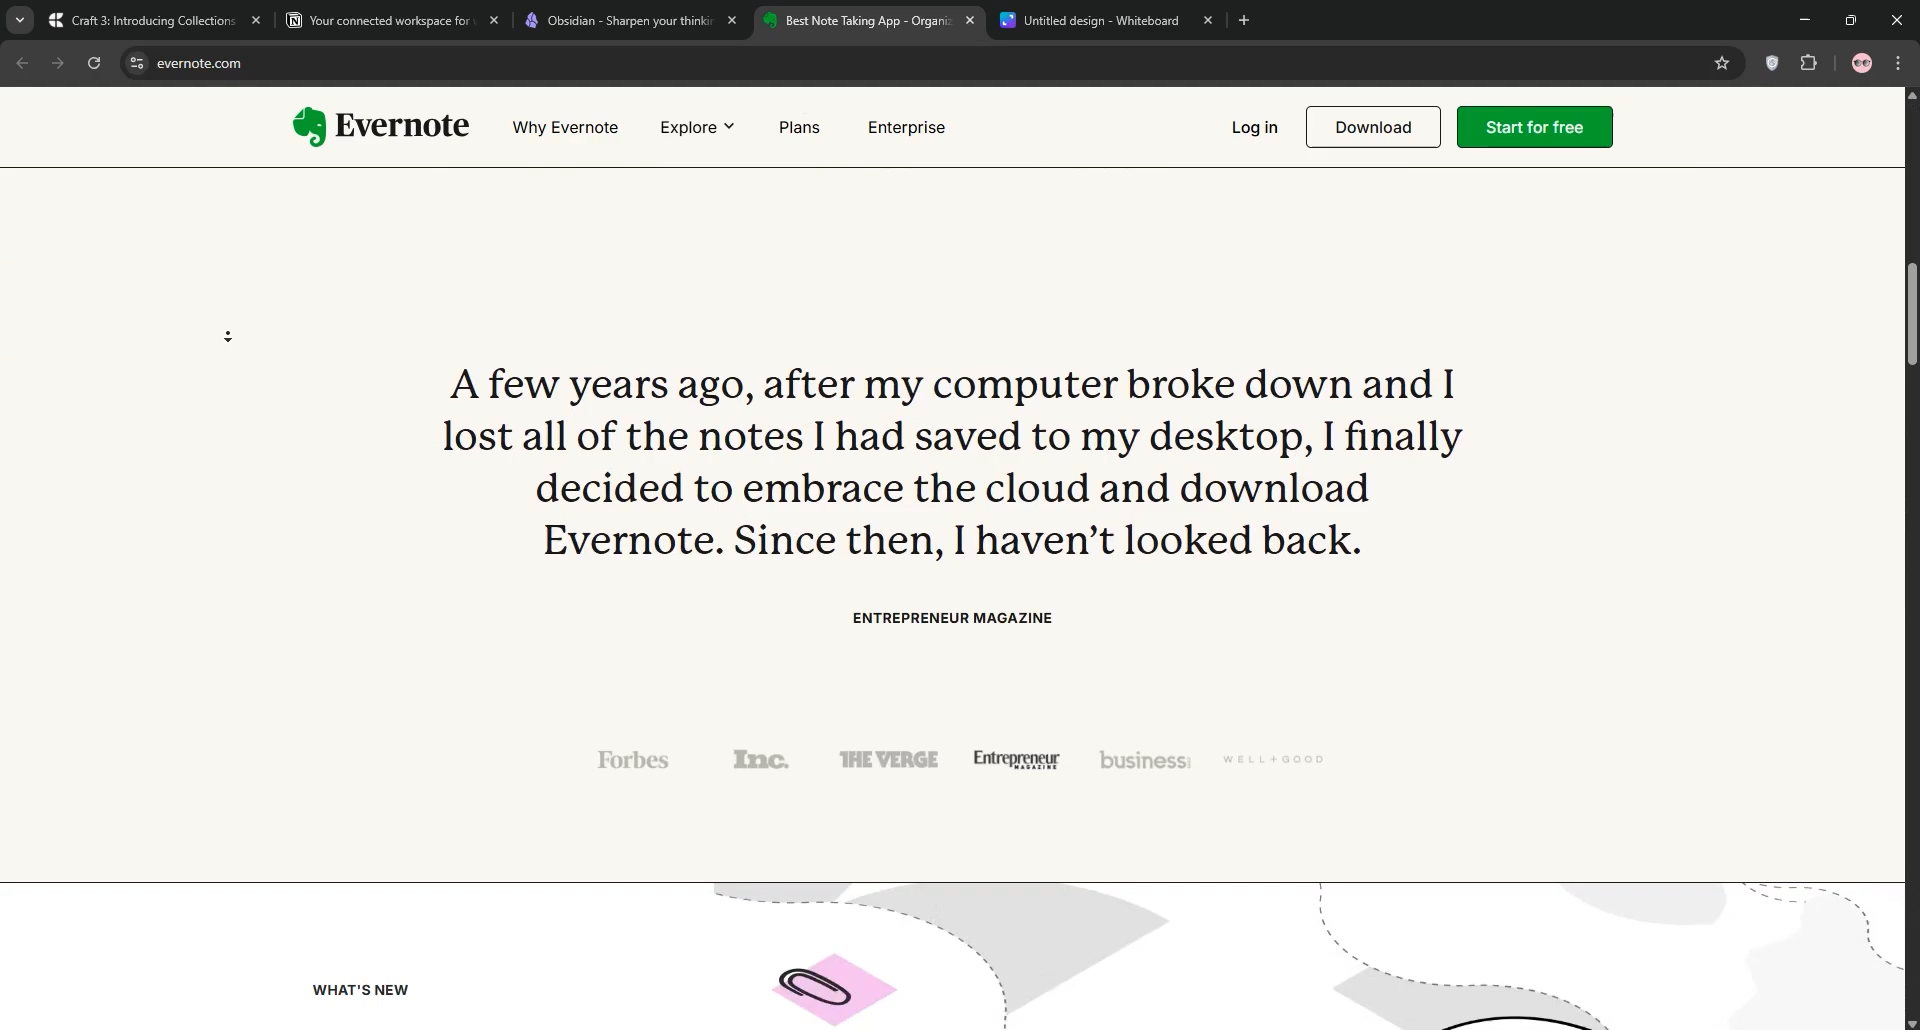 Craft 3: Introducing Collections
Your connected workspace for
Obsidian - Sharpen your thinkin
Best Note Taking App - Organiz
Untitled design - Whiteboard
evernote.com
Evernote
Why Evernote
Explore
Plans
Enterprise
Log in
Download
Start for free
A few years ago, after my computer broke down and I
lost all of the notes I had saved to my desktop, I finally
decided to embrace the cloud and download
Evernote. Since then, I haven’t looked back.
ENTREPRENEUR MAGAZINE
Forbes
Inc.
THE VERGE
Entrepreneur
MAGAZINE
business
WELL+GOOD
WHAT'S NEW